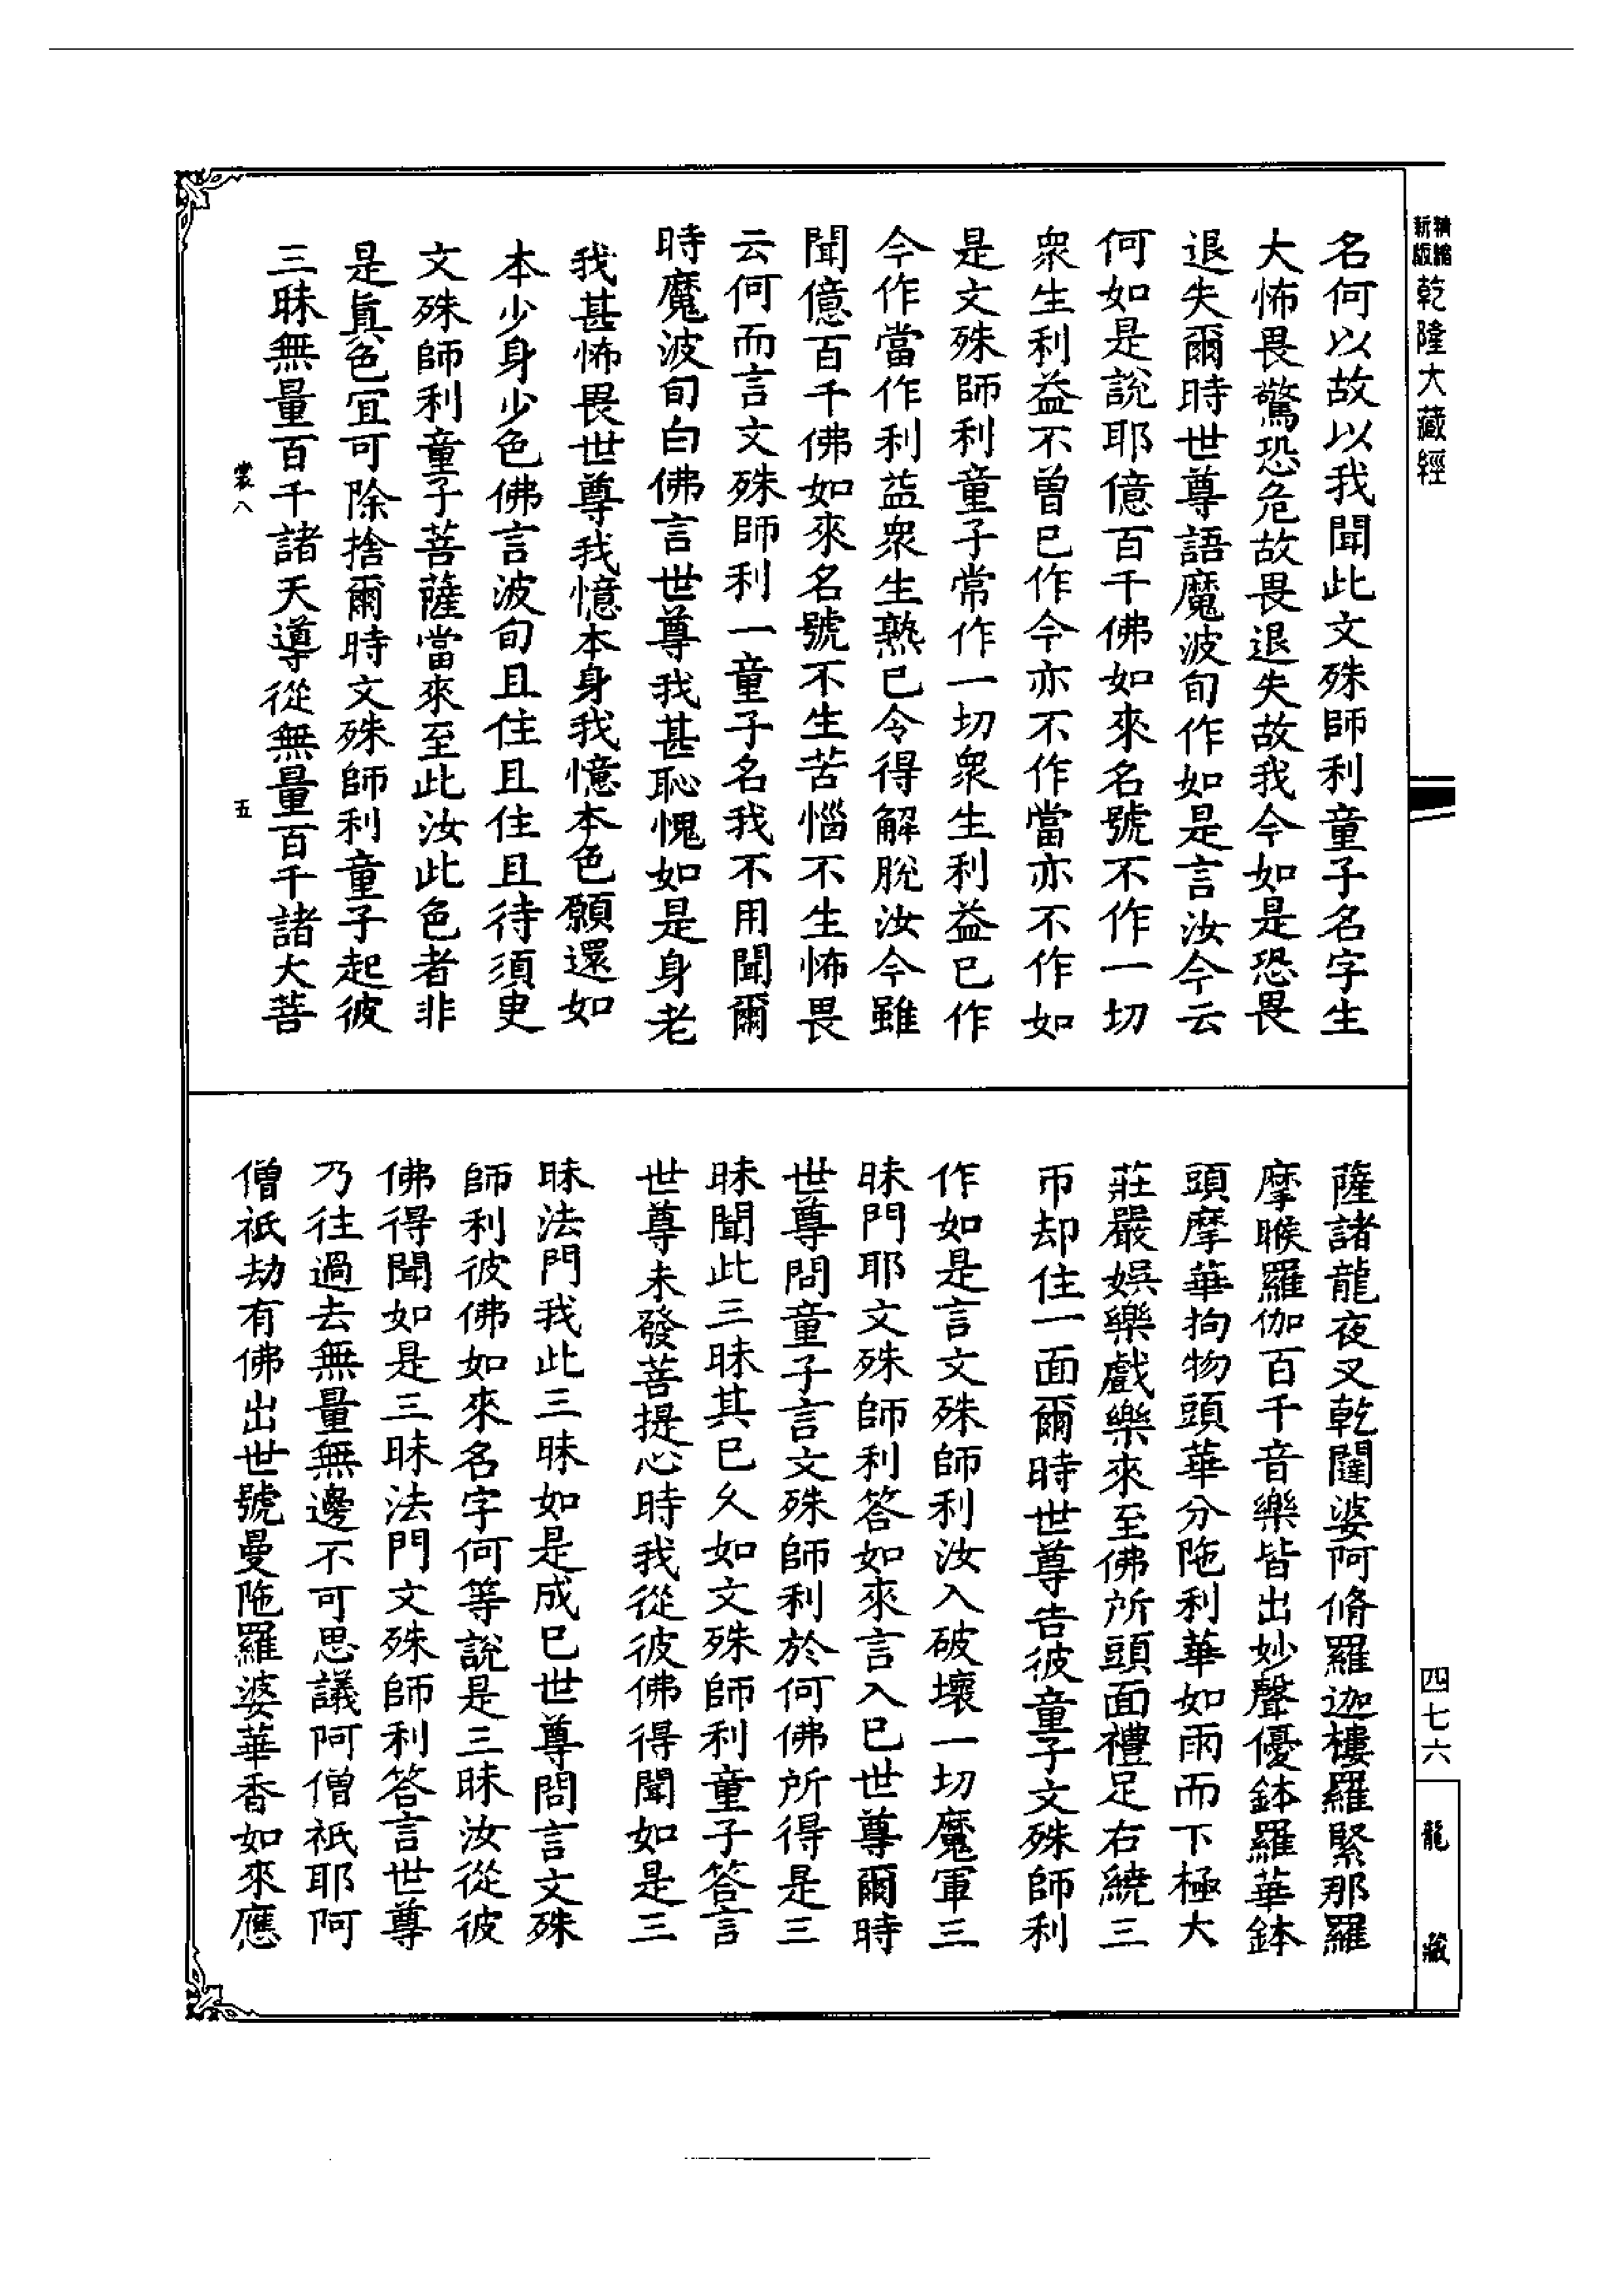 精縮新版乾隆大藏經
名何以故以我聞此文殊師利童子名字生
大怖畏驚恐危故畏退失故我今如是恐畏
退失爾時世尊語魔波旬作如是言汝今云
何如是說耶億百千佛如來名號不作一切
衆生利益不曾已作今亦不作當亦不作如
是文殊師利童子常作一切衆生利益已作
今作當作利益衆生熟已令得解脫汝今雖
聞億百千佛如來名號不生苦惱不生怖畏
云何而言文殊師利一童子名我不用聞爾
時魔波旬白佛言世尊我甚恥愧如是身老
我甚怖畏世尊我憶本身我憶本色願還如
本少身少色佛言波旬且住且住且待須臾
文殊師利童子菩薩當來至此汝此色者非
是眞色宜可除捨爾時文殊師利童子起彼
三昧無量百千諸天導從無量百千諸大菩
裳八 五
薩諸龍夜叉乾闥婆阿脩羅迦樓羅緊那羅
摩睺羅伽百千音樂皆出妙聲優鉢羅華鉢
頭摩華拘物頭華分陁利華如雨而下極大
莊嚴娛樂戲樂來至佛所頭面禮足右繞三
帀却住一面爾時世尊告彼童子文殊師利
作如是言文殊師利汝入破壞一切魔軍三
昧門耶文殊師利答如來言入已世尊爾時
世尊問童子言文殊師利於何佛所得是三
昧聞此三昧其已久如文殊師利童子答言
世尊未發菩提心時我從彼佛得聞如是三
昧法門我此三昧如是成已世尊問言文殊
師利彼佛如來名字何等說是三昧汝從彼
佛得聞如是三昧法門文殊師利答言世尊
乃往過去無量無邊不可思議阿僧祇耶阿
僧祇劫有佛出世號曼陁羅婆華香如來應
四七六
龍藏